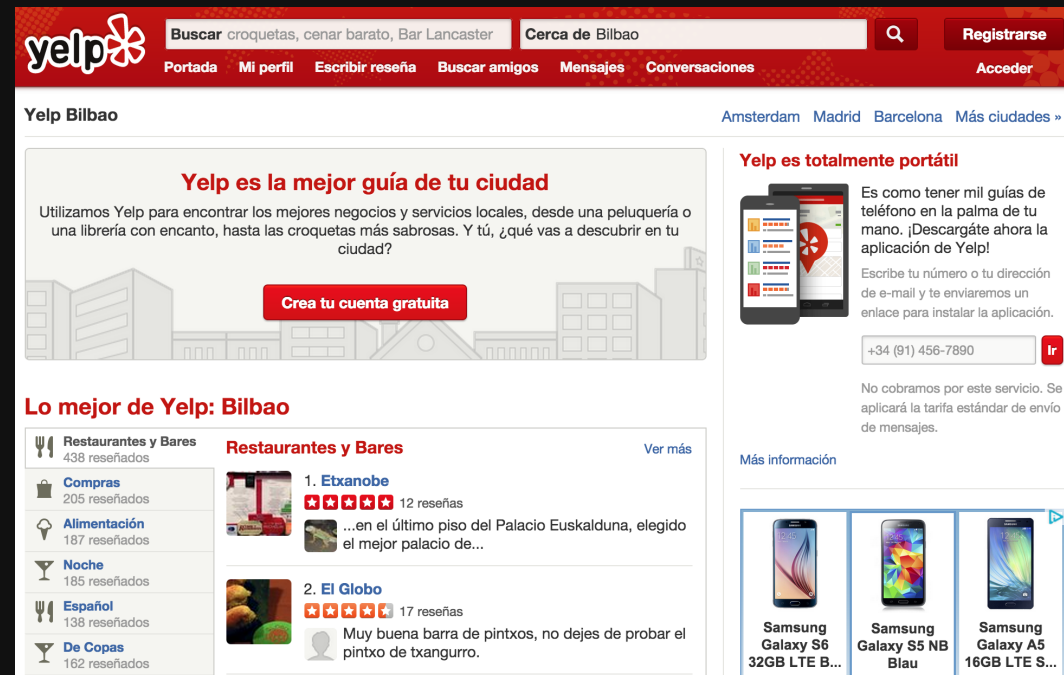 yelp
Buscar croquetas, cenar barato, Bar Lancaster
Cerca de Bilbao
Registrarse
Portada Mi perfil Escribir reseña Buscar amigos Mensajes Conversaciones
Acceder
Yelp Bilbao
Amsterdam Madrid Barcelona Más ciudades »
Yelp es la mejor guía de tu ciudad
Utilizamos Yelp para encontrar los mejores negocios y servicios locales, desde una peluquería o
una librería con encanto, hasta las croquetas más sabrosas. Y tú, ¿qué vas a descubrir en tu
ciudad?
Crea tu cuenta gratuita
Yelp es totalmente portátil
Es como tener mil guías de
teléfono en la palma de tu
mano. ¡Descargáte ahora la
aplicación de Yelp!
Escribe tu número o tu dirección
de e-mail y te enviaremos un
enlace para instalar la aplicación.
+34 (91) 456-7890
Ir
No cobramos por este servicio. Se
aplicará la tarifa estándar de envío
de mensajes.
Más información
Lo mejor de Yelp: Bilbao
Restaurantes y Bares
438 reseñados
Compras
205 reseñados
Alimentación
187 reseñados
Noche
185 reseñados
Español
138 reseñados
De Copas
162 reseñados
Restaurantes y Bares
Ver más
1. Etxanobe
12 reseñas
...en el último piso del Palacio Euskalduna, elegido
el mejor palacio de...
2. El Globo
17 reseñas
Muy buena barra de pintxos, no dejes de probar el
pintxo de txangurro.
Samsung
Galaxy S6
32GB LTE B...
Samsung
Galaxy S5 NB
Blau
Samsung
Galaxy A5
16GB LTE S...